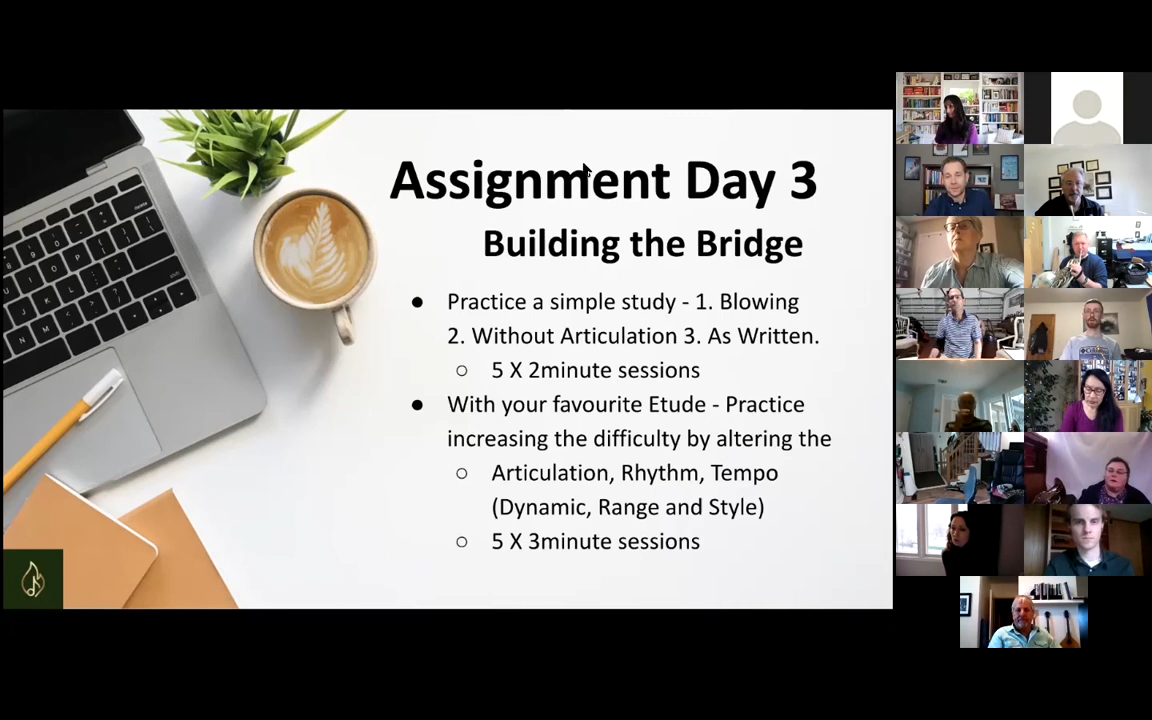 Assignment Day 3
Building the Bridge
● Practice a simple study - 1. Blowing
2. Without Articulation 3. As Written.
○ 5 X 2minute sessions
● With your favourite Etude - Practice
increasing the difficulty by altering the
○ Articulation, Rhythm, Tempo
(Dynamic, Range and Style)
○ 5 X 3minute sessions